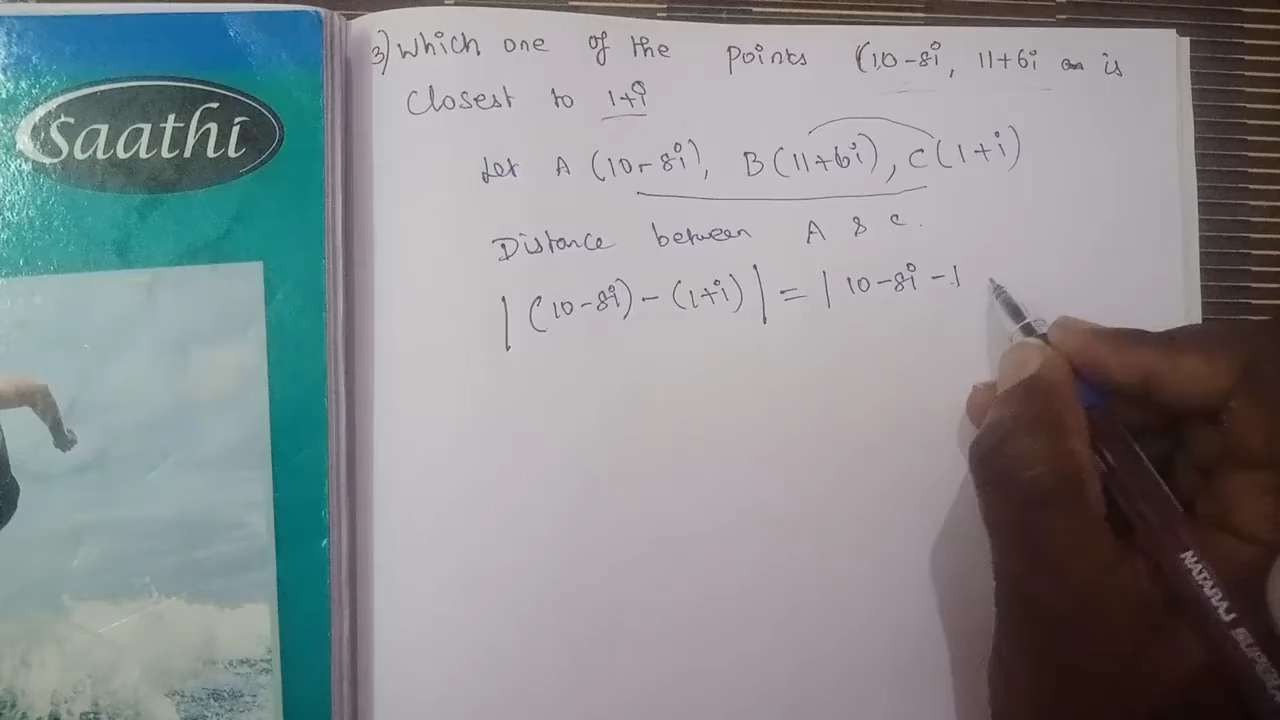 Saathi
3) Which one of the points (10-8i, 11+6i is
closest to 1+i
Let A (10-8i), B(11+6i), C(1+i)
Distance between A & C.
|(10-8i) - (1+i)| = | 10-8i - 1
NATARAJ